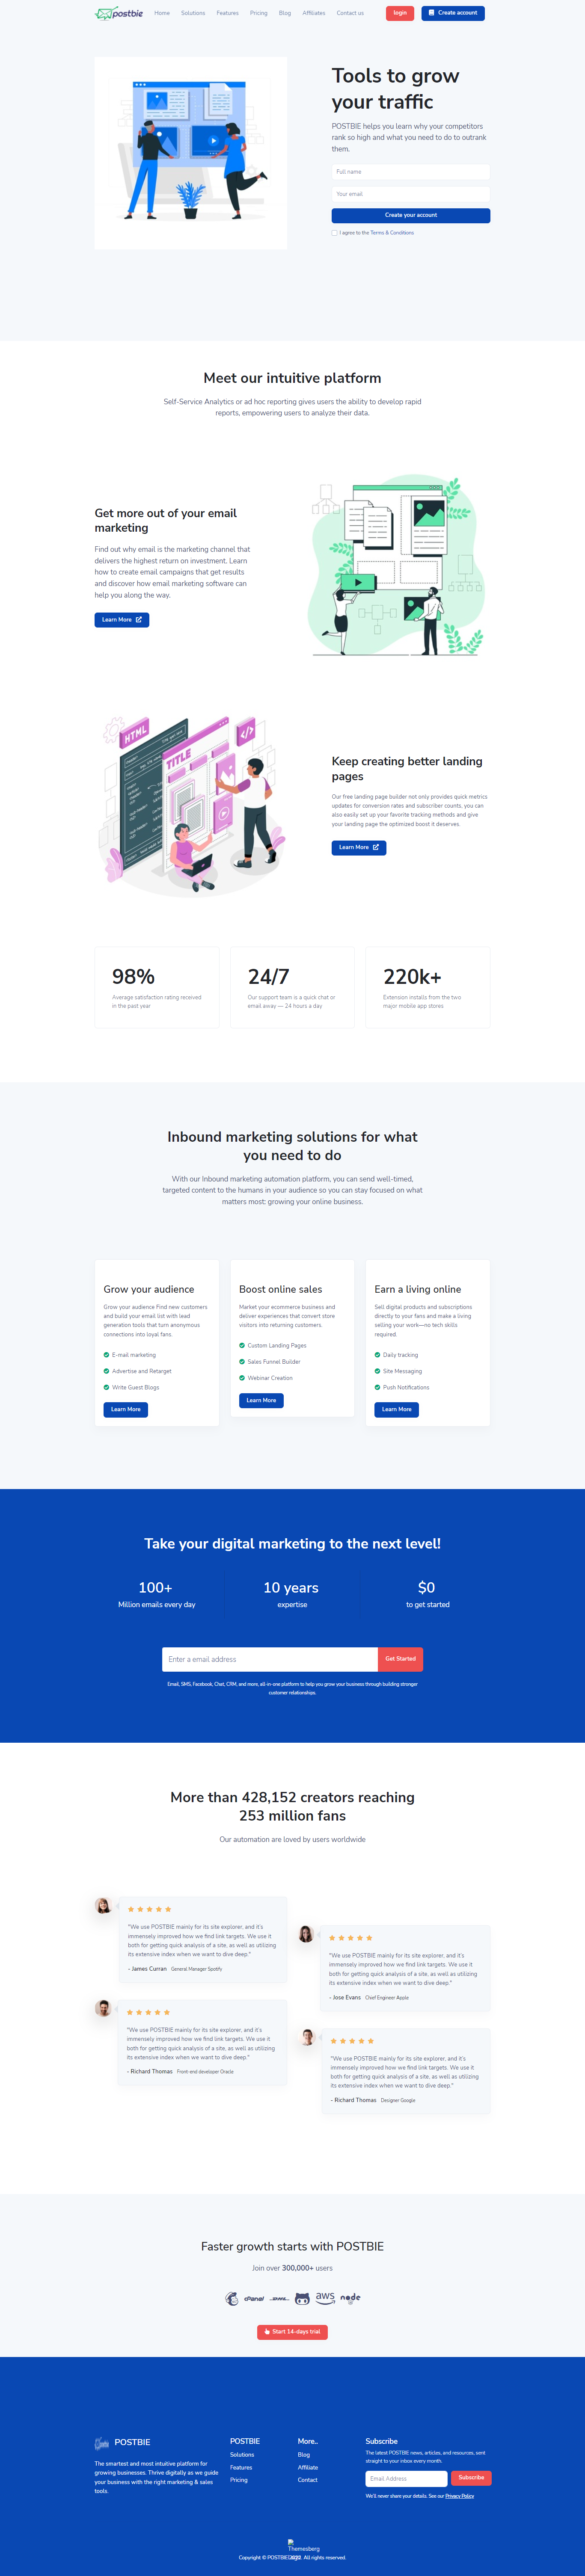 postbie
Home Solutions Features Pricing Blog Affiliates Contact us login Create account
Tools to grow
your traffic
POSTBIE helps you learn why your competitors
rank so high and what you need to do to outrank
them.
Full name
Your email
Create your account
I agree to the Terms & Conditions
Meet our intuitive platform
Self-Service Analytics or ad hoc reporting gives users the ability to develop rapid
reports, empowering users to analyze their data.
Get more out of your email
marketing
Find out why email is the marketing channel that
delivers the highest return on investment. Learn
how to create email campaigns that get results
and discover how email marketing software can
help you along the way.
Learn More
HTML
TITLE
Keep creating better landing
pages
Our free landing page builder not only provides quick metrics
updates for conversion rates and subscriber counts, you can
also easily set up your favorite tracking methods and give
your landing page the optimized boost it deserves.
Learn More
98%
Average satisfaction rating received
in the past year
24/7
Our support team is a quick chat or
email away — 24 hours a day
220k+
Extension installs from the two
major mobile app stores
Inbound marketing solutions for what
you need to do
With our Inbound marketing automation platform, you can send well-timed,
targeted content to the humans in your audience so you can stay focused on what
matters most: growing your online business.
Grow your audience
Grow your audience Find new customers
and build your email list with lead
generation tools that turn anonymous
connections into loyal fans.
E-mail marketing
Advertise and Retarget
Write Guest Blogs
Learn More
Boost online sales
Market your ecommerce business and
deliver experiences that convert store
visitors into returning customers.
Custom Landing Pages
Sales Funnel Builder
Webinar Creation
Learn More
Earn a living online
Sell digital products and subscriptions
directly to your fans and make a living
selling your work—no tech skills
required.
Daily tracking
Site Messaging
Push Notifications
Learn More
Take your digital marketing to the next level!
100+
Million emails every day
10 years
expertise
$0
to get started
Enter a email address
Get Started
Email, SMS, Facebook, Chat, CRM, and more, all-in-one platform to help you grow your business through building stronger
customer relationships.
More than 428,152 creators reaching
253 million fans
Our automation are loved by users worldwide
"We use POSTBIE mainly for its site explorer, and it's
immensely improved how we find link targets. We use it
both for getting quick analysis of a site, as well as utilizing
its extensive index when we want to dive deep."
- James Curran General Manager Spotify
"We use POSTBIE mainly for its site explorer, and it's
immensely improved how we find link targets. We use it
both for getting quick analysis of a site, as well as utilizing
its extensive index when we want to dive deep."
- Jose Evans Chief Engineer Apple
"We use POSTBIE mainly for its site explorer, and it's
immensely improved how we find link targets. We use it
both for getting quick analysis of a site, as well as utilizing
its extensive index when we want to dive deep."
- Richard Thomas Front-end developer Oracle
"We use POSTBIE mainly for its site explorer, and it's
immensely improved how we find link targets. We use it
both for getting quick analysis of a site, as well as utilizing
its extensive index when we want to dive deep."
- Richard Thomas Designer Google
Faster growth starts with POSTBIE
Join over 300,000+ users
cPanel
aws
node
Start 14-days trial
POSTBIE
The smartest and most intuitive platform for
growing businesses. Thrive digitally as we guide
your business with the right marketing & sales
tools.
POSTBIE
Solutions
Features
Pricing
More..
Blog
Affiliate
Contact
Subscribe
The latest POSTBIE news, articles, and resources, sent
straight to your inbox every month.
Email Address
Subscribe
We'll never share your details. See our Privacy Policy
Themesberg
Copyright © POSTBIE 2022. All rights reserved.